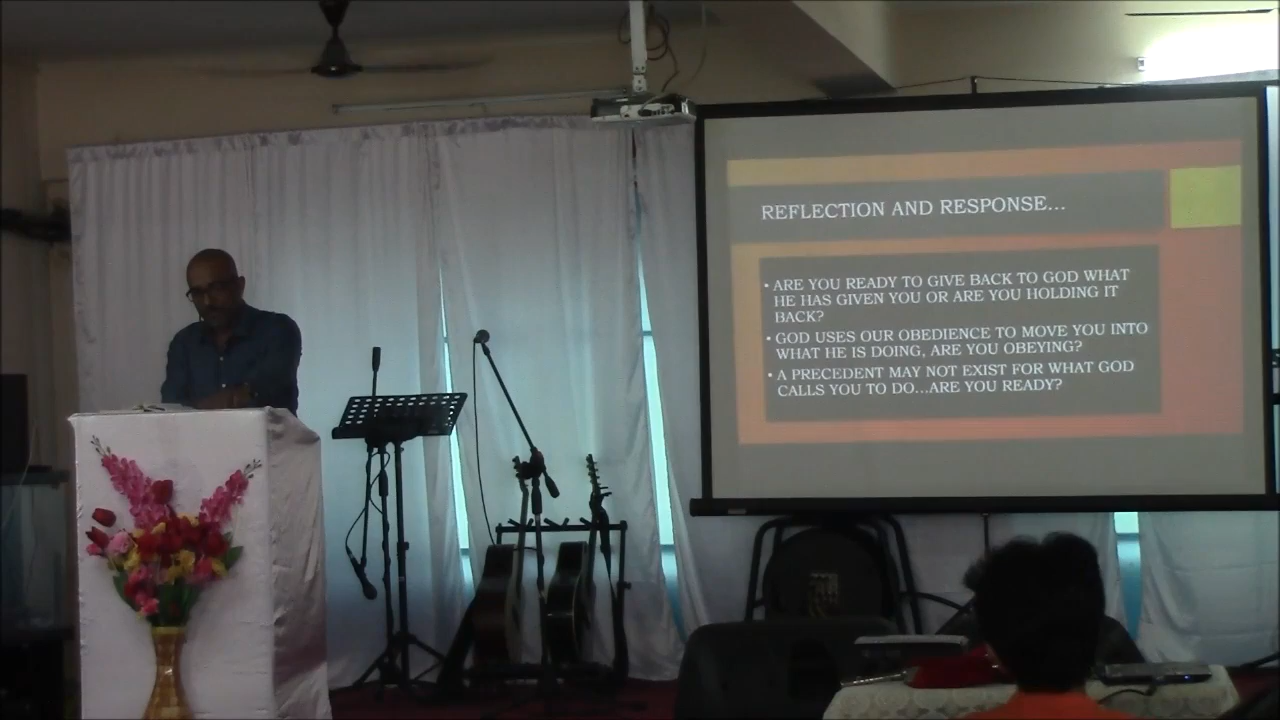 REFLECTION AND RESPONSE...
• ARE YOU READY TO GIVE BACK TO GOD WHAT
HE HAS GIVEN YOU OR ARE YOU HOLDING IT
BACK?
• GOD USES OUR OBEDIENCE TO MOVE YOU INTO
WHAT HE IS DOING, ARE YOU OBEYING?
• A PRECEDENT MAY NOT EXIST FOR WHAT GOD
CALLS YOU TO DO...ARE YOU READY?